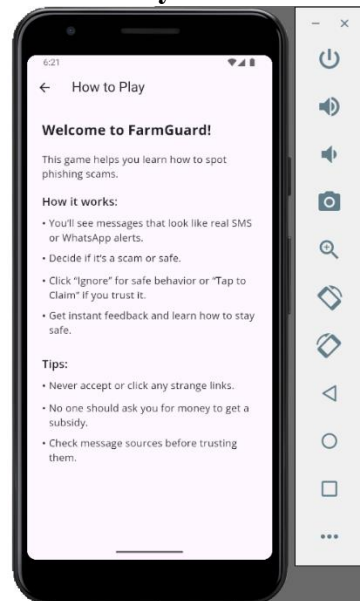 6:21
How to Play
Welcome to FarmGuard!
This game helps you learn how to spot
phishing scams.
How it works:
• You'll see messages that look like real SMS
or WhatsApp alerts.
• Decide if it's a scam or safe.
• Click "Ignore" for safe behavior or "Tap to
Claim" if you trust it.
• Get instant feedback and learn how to stay
safe.
Tips:
• Never accept or click any strange links.
• No one should ask you for money to get a
subsidy.
• Check message sources before trusting
them.